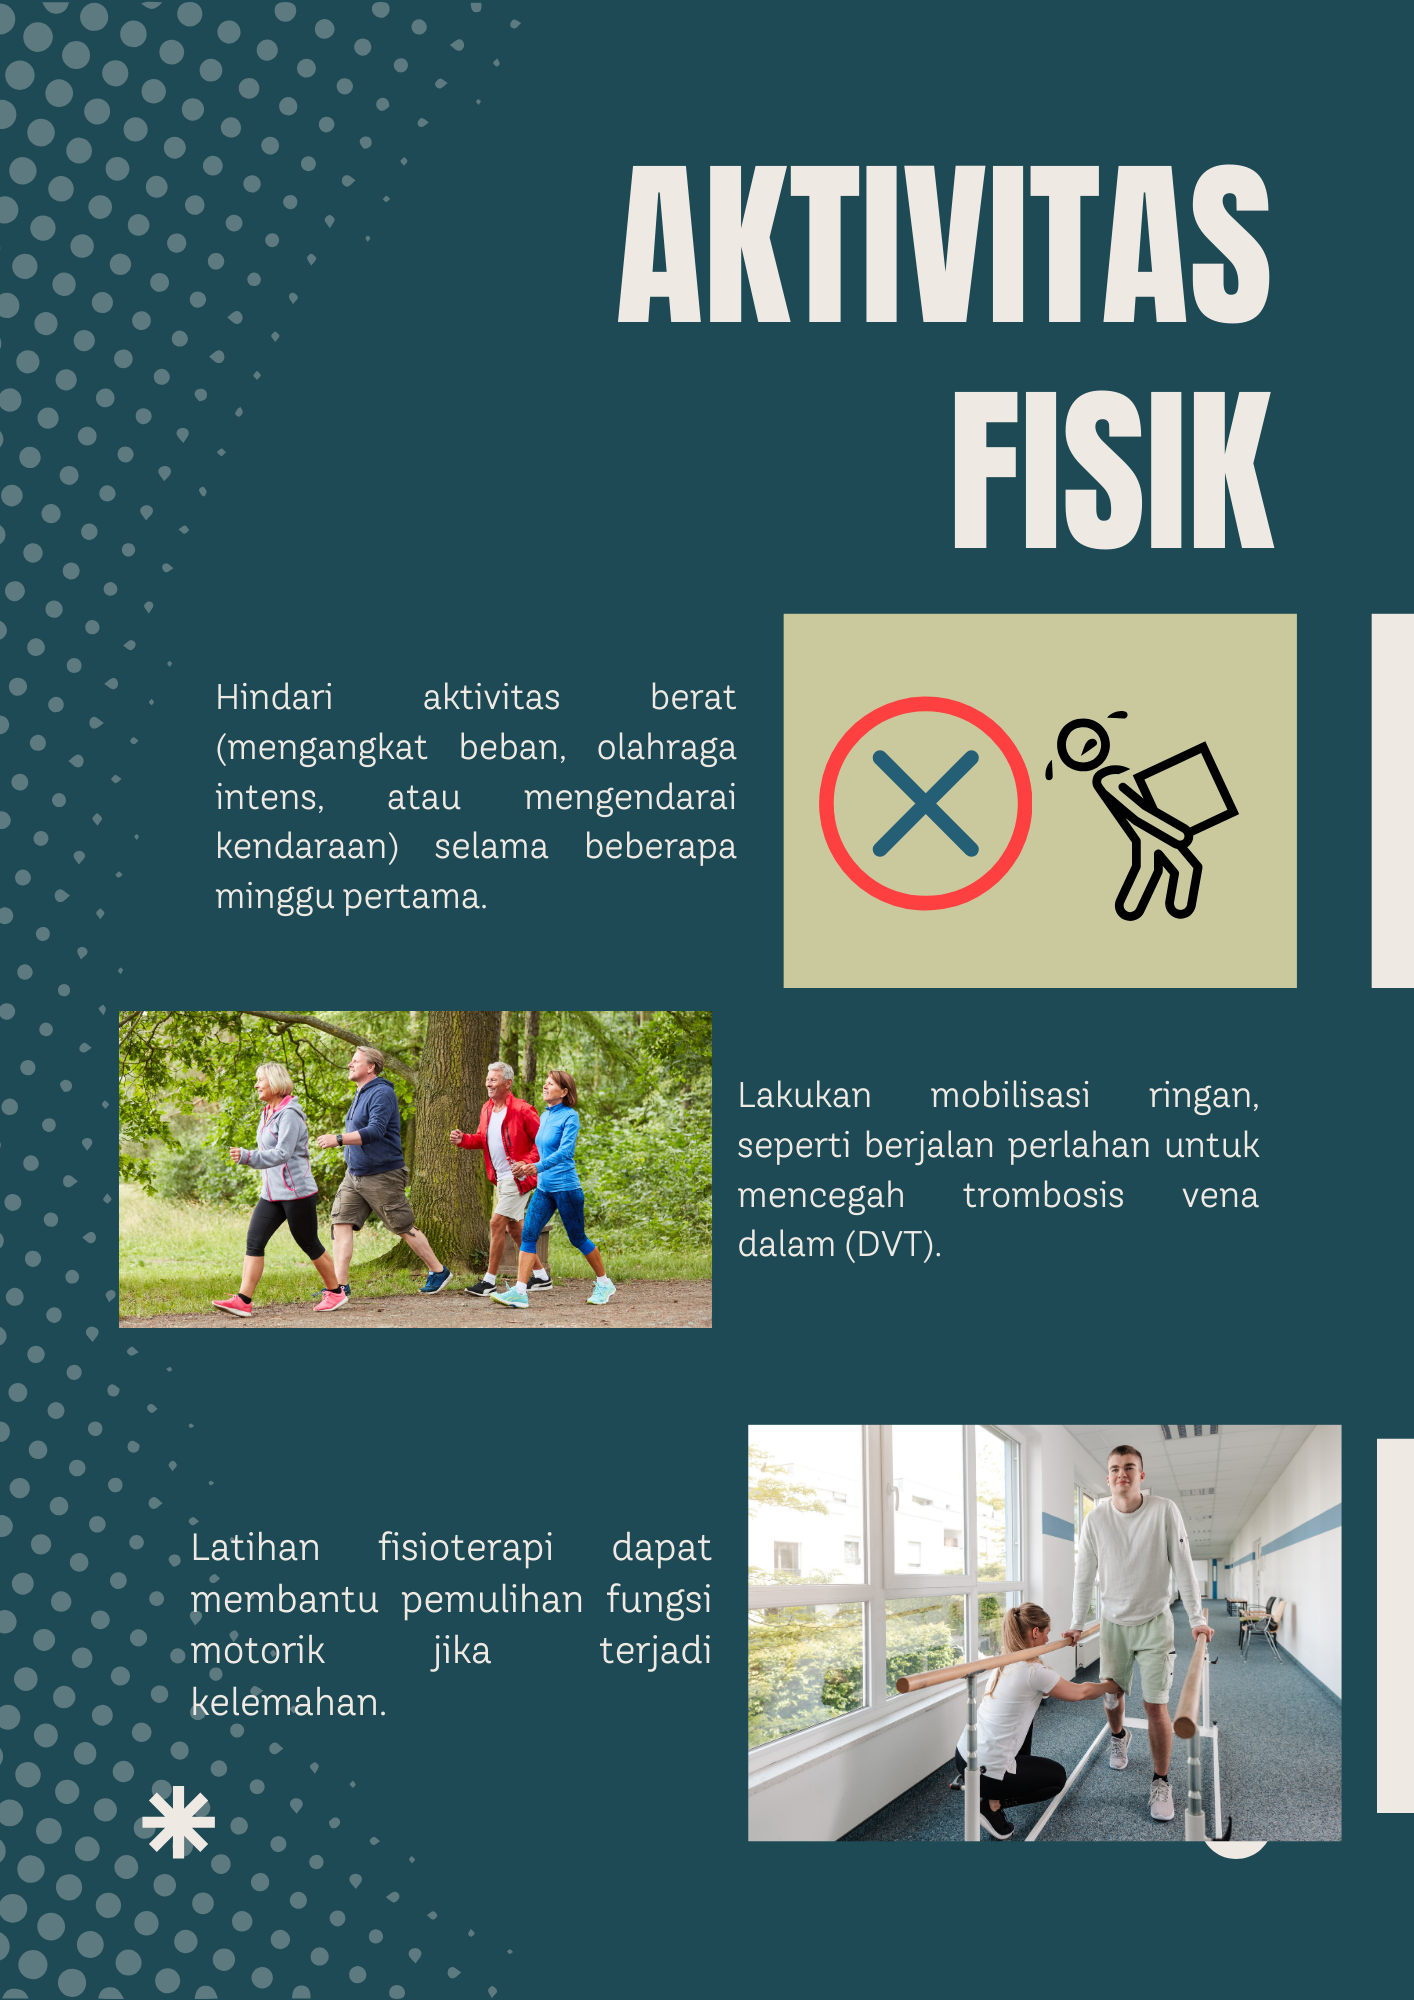 AKTIVITAS
FISIK
Hindari aktivitas berat
(mengangkat beban, olahraga
intens, atau mengendarai
kendaraan) selama beberapa
minggu pertama.
Lakukan mobilisasi ringan,
seperti berjalan perlahan untuk
mencegah trombosis vena
dalam (DVT).
Latihan fisioterapi dapat
membantu pemulihan fungsi
motorik jika terjadi
kelemahan.